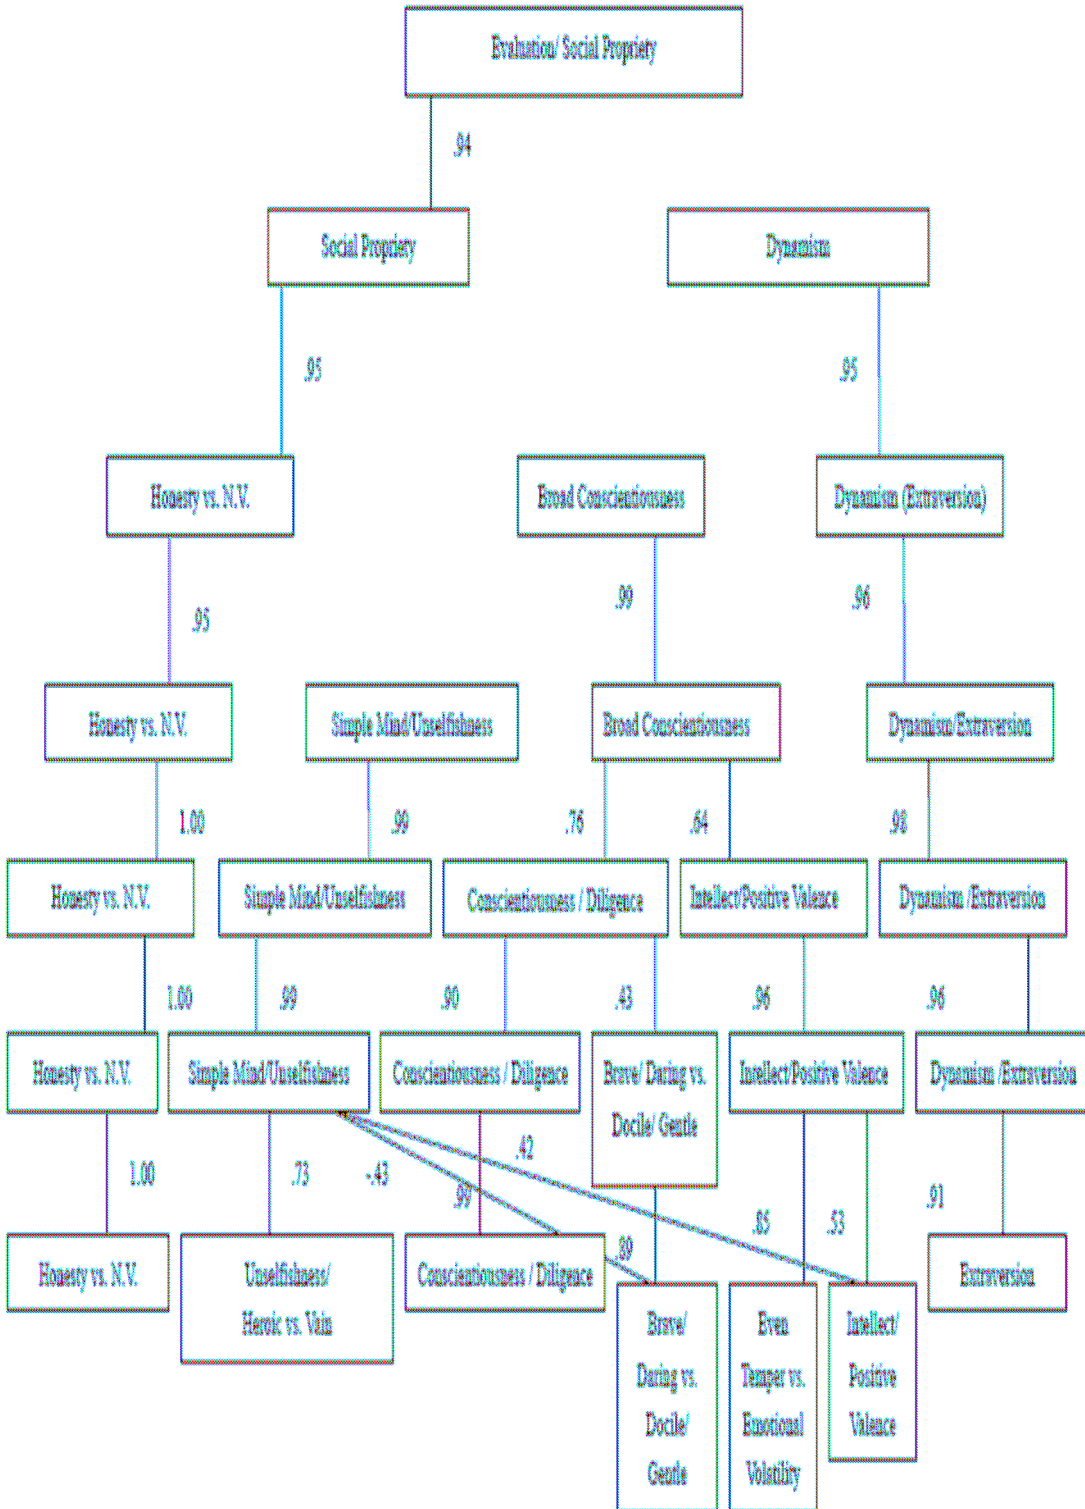 Evaluation/ Social Propriety
.94
Social Propriety
Dynamism
.95
.95
Honesty vs. N.V.
Broad Conscientiousness
Dynamism (Extraversion)
.95
.99
.96
Honesty vs. N.V.
Simple Mind/Unselfishness
Broad Conscientiousness
Dynamism/Extraversion
1.00
.99
.76
.64
.98
Honesty vs. N.V.
Simple Mind/Unselfishness
Conscientiousness / Diligence
Intellect/Positive Valence
Dynamism /Extraversion
1.00
.99
.90
.43
.96
.96
Honesty vs. N.V.
Simple Mind/Unselfishness
Conscientiousness / Diligence
Brave/ Daring vs.
Docile/ Gentle
Intellect/Positive Valence
Dynamism /Extraversion
1.00
.73
-.43
.99
.42
.89
.85
.53
.91
Honesty vs. N.V.
Unselfishness/
Heroic vs. Vain
Conscientiousness / Diligence
Brave/
Daring vs.
Docile/
Gentle
Even
Temper vs.
Emotional
Volatility
Intellect/
Positive
Valence
Extraversion